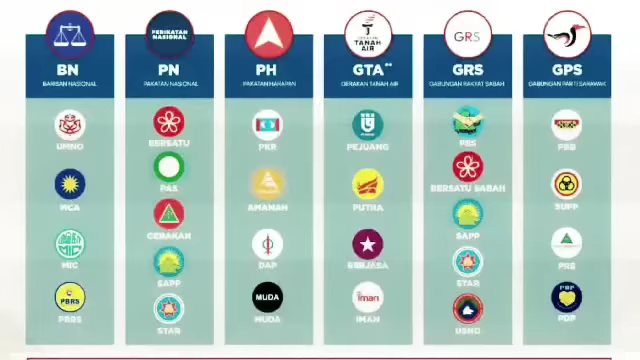 PERIKATAN
NASIONAL
TANAH
AIR
GRS
BN
PN
PH
GTA**
GRS
GPS
BARISAN NASIONAL
PAKATAN NASIONAL
PAKATAN HARAPAN
GERAKAN TANAH AIR
GABUNGAN RAKYAT SABAH
GABUNGAN PARTI SARAWAK
UMNO
MCA
MIC
PBRS
PBRS
BERSATU
PAS
GERAKAN
SAPP
STAR
PKR
AMANAH
DAP
MUDA
MUDA
PEJUANG
PUTRA
BERJASA
iman
IMAN
PBS
BERSATU SABAH
SAPP
STAR
USNO
PBB
SUPP
PRS
PDP
PDP